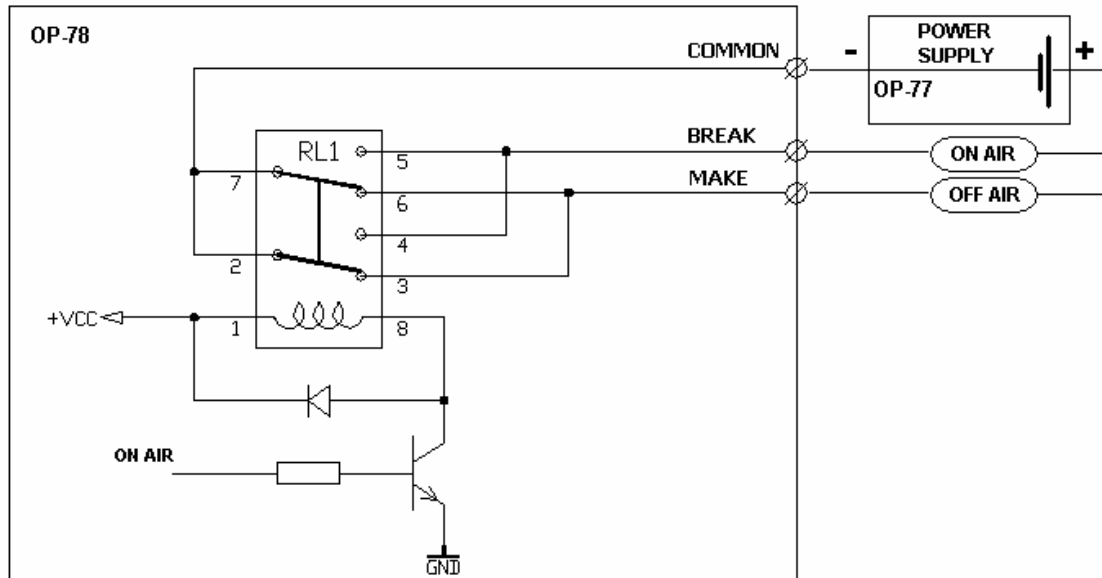 OP-78
COMMON
-
POWER
SUPPLY
+
OP-77
BREAK
ON AIR
MAKE
OFF AIR
RL1
5
7
6
4
2
3
+VCC
1
8
ON AIR
GND